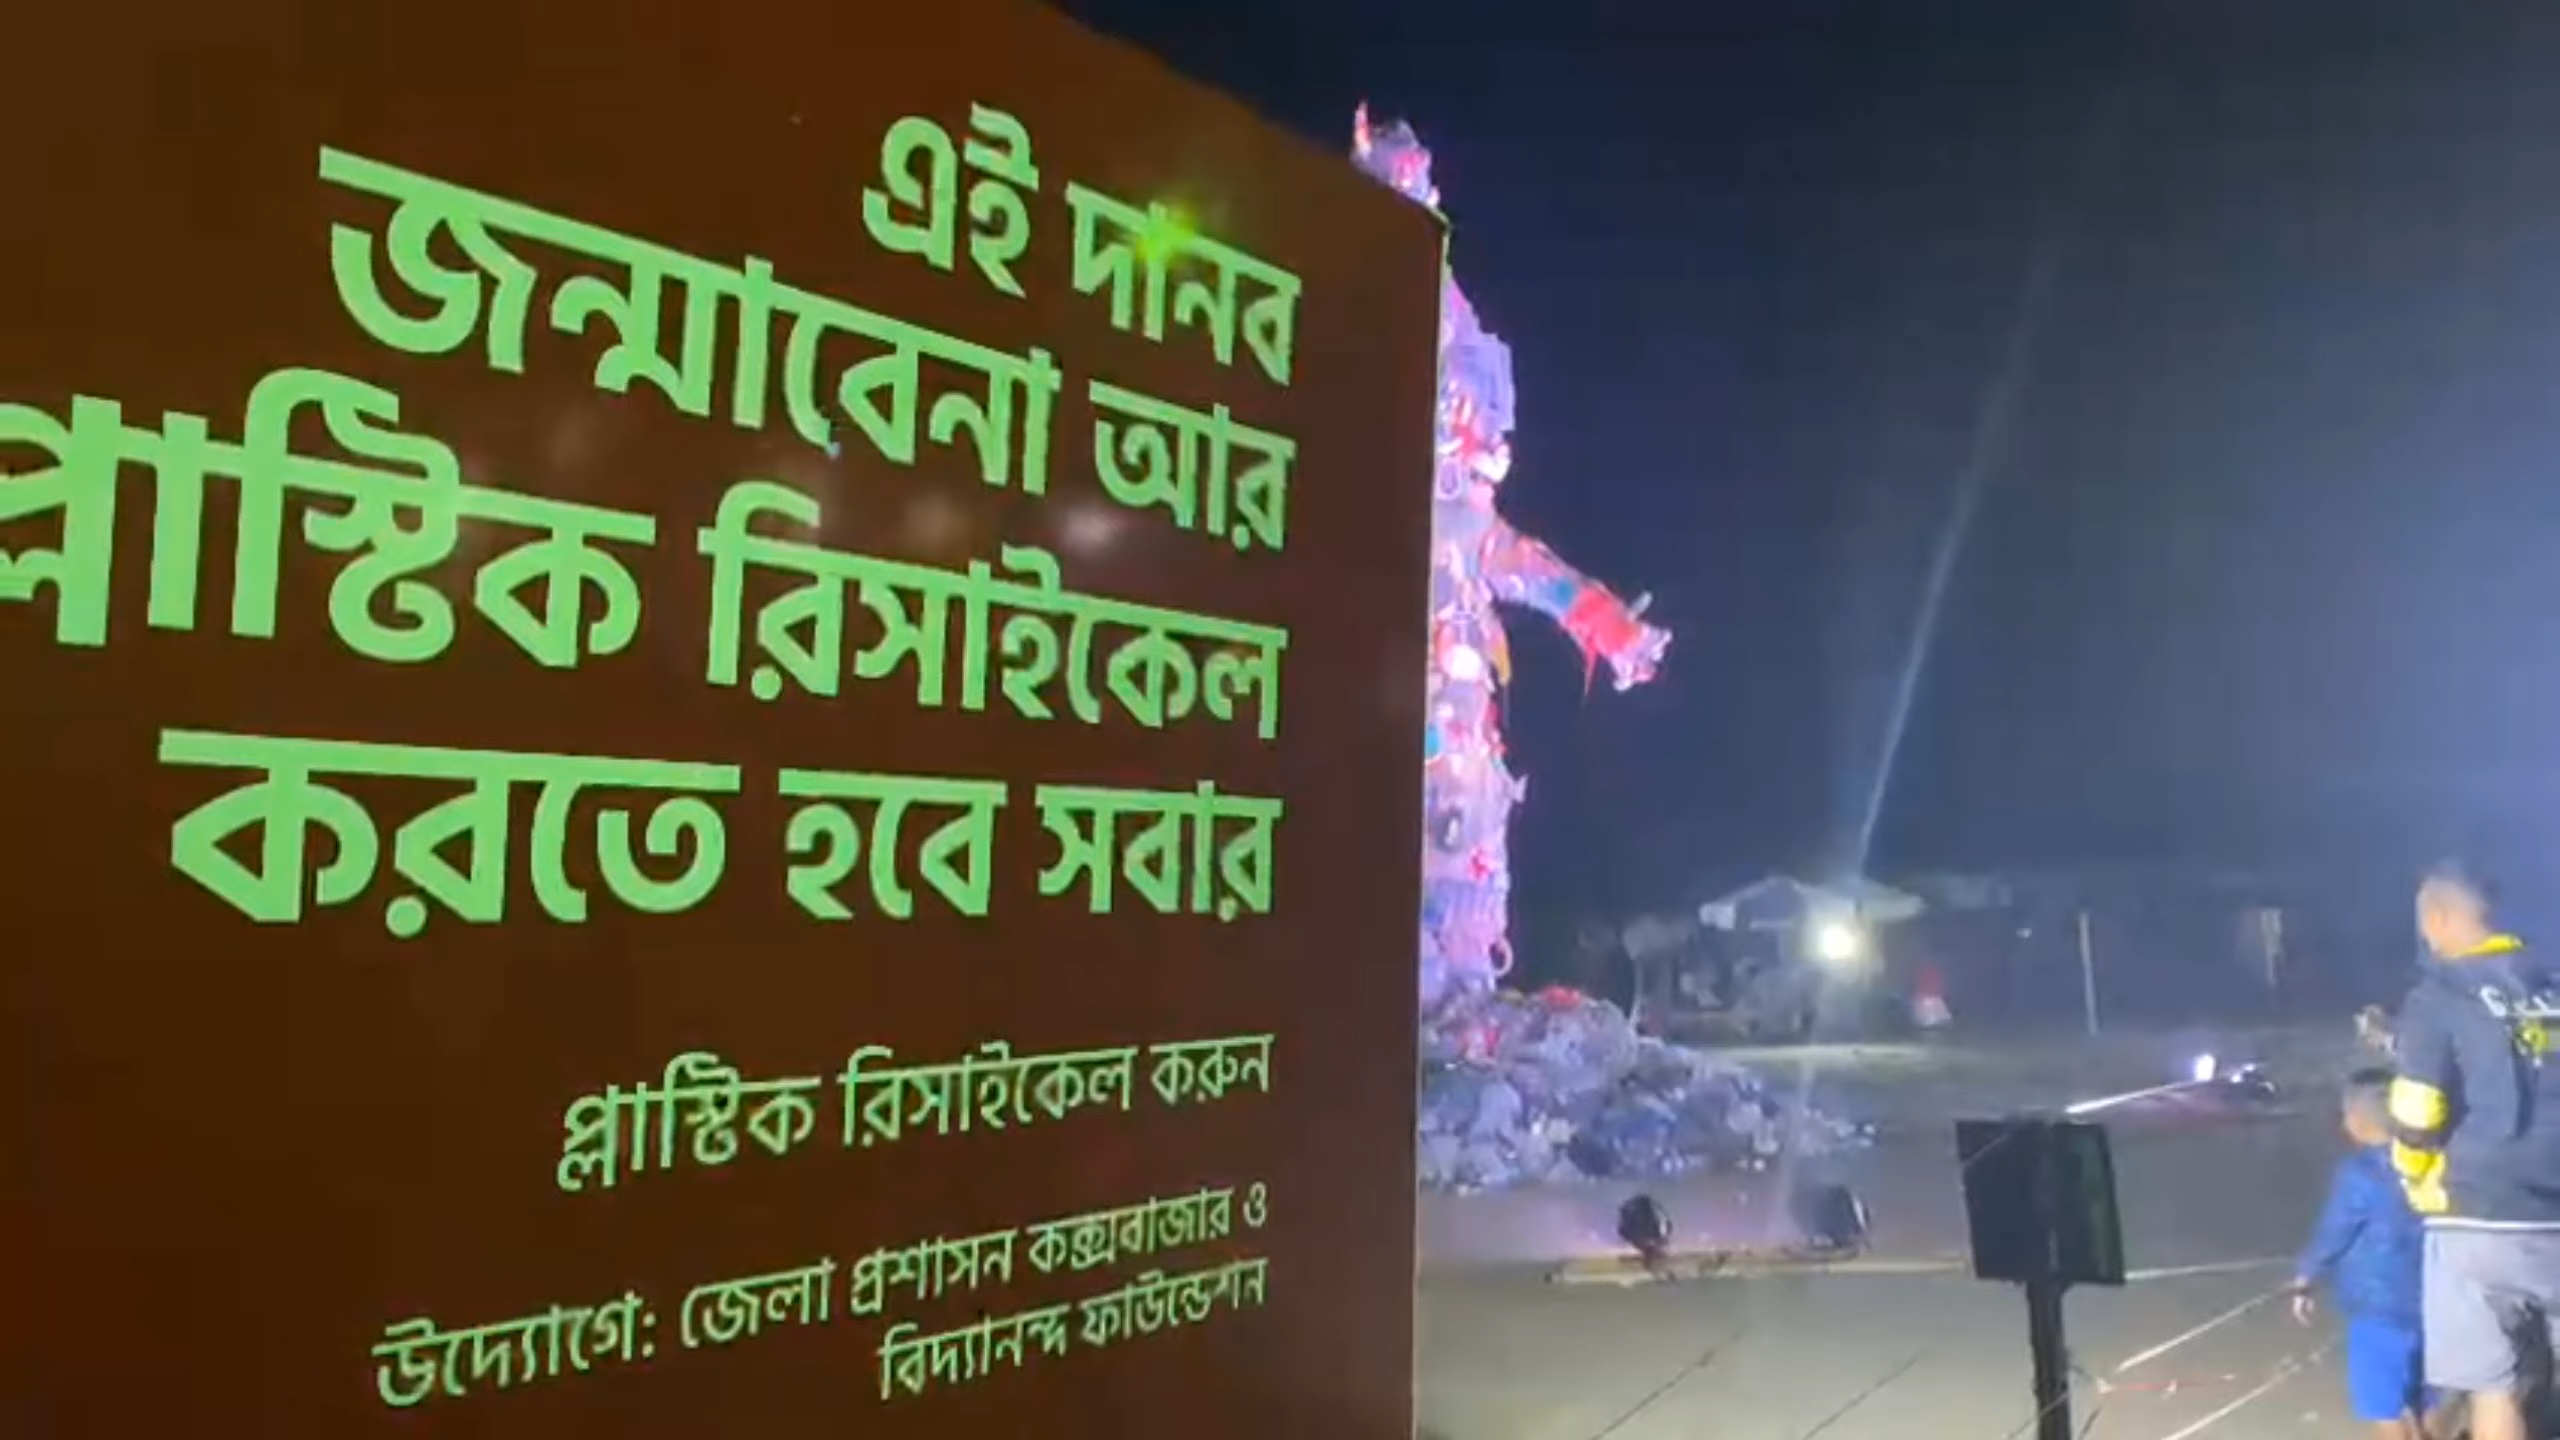 এই দানব
জন্মাবেনা আর
প্লাস্টিক রিসাইকেল
করতে হবে সবার
প্লাস্টিক রিসাইকেল করুন
উদ্যোগে: জেলা প্রশাসন কক্সবাজার ও
বিদ্যানন্দ ফাউন্ডেশন